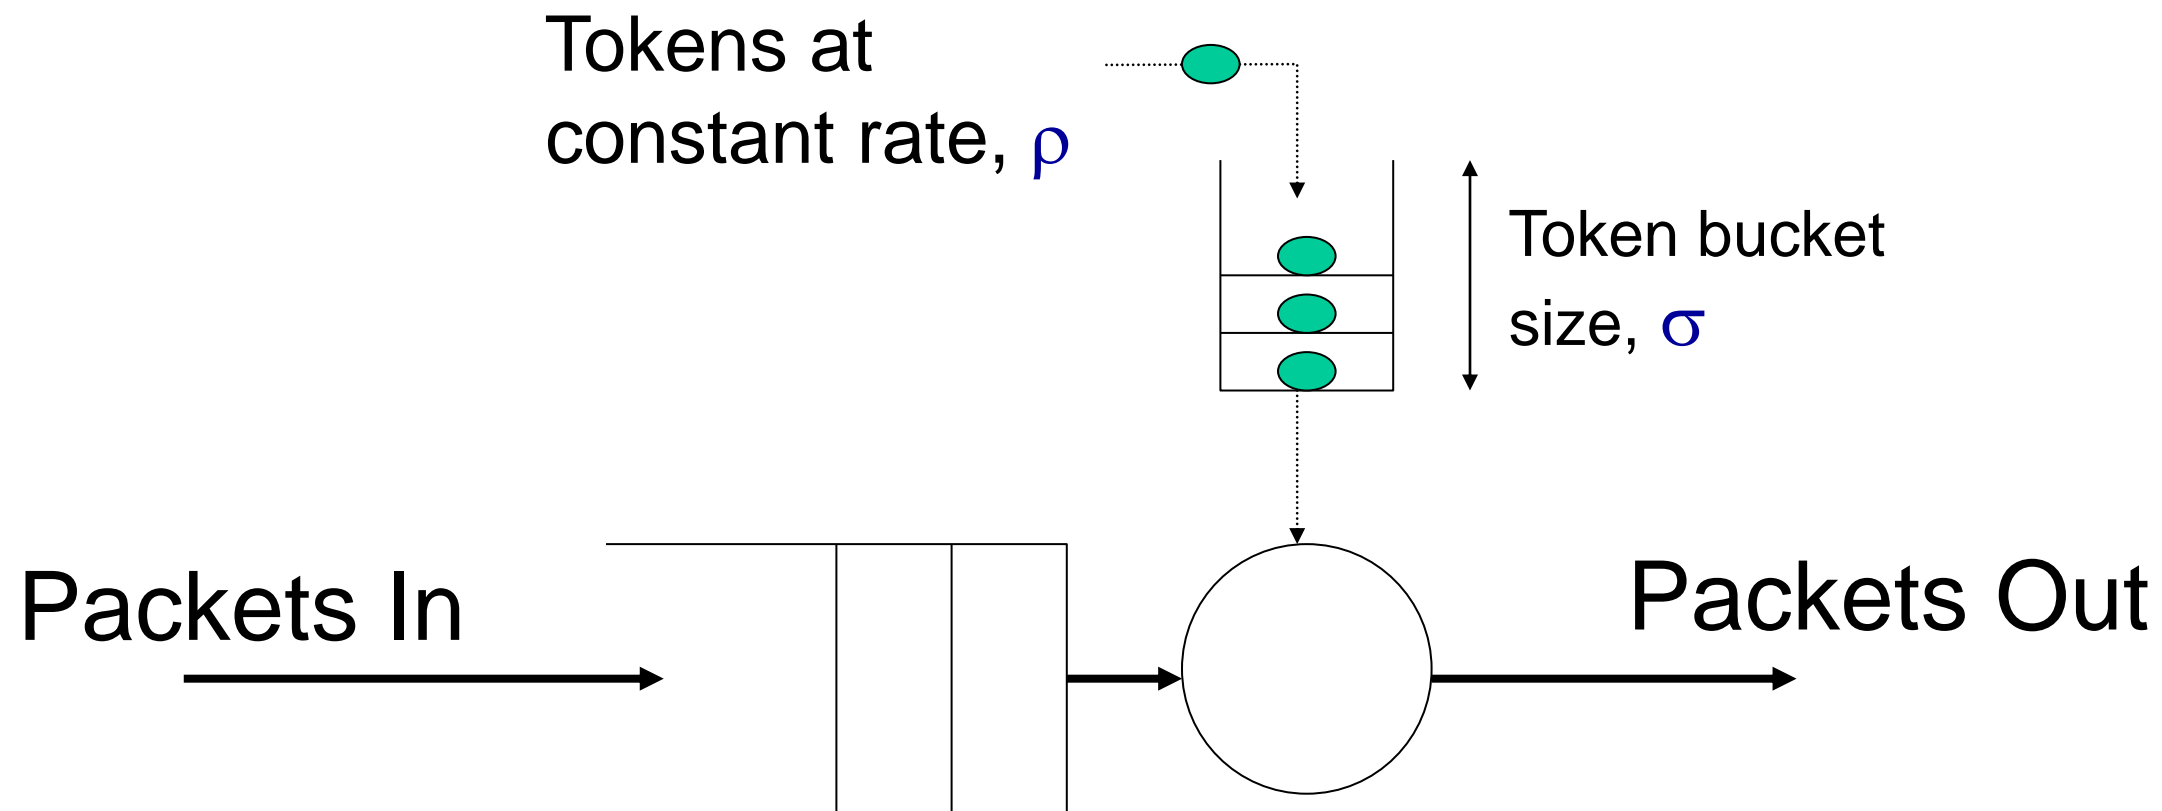 Tokens at
constant rate, ρ
Token bucket
size, σ
Packets In
Packets Out